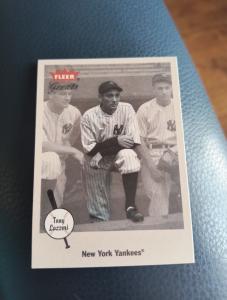 FLEER
Greats
Tony
Lazzeri
New York Yankees®